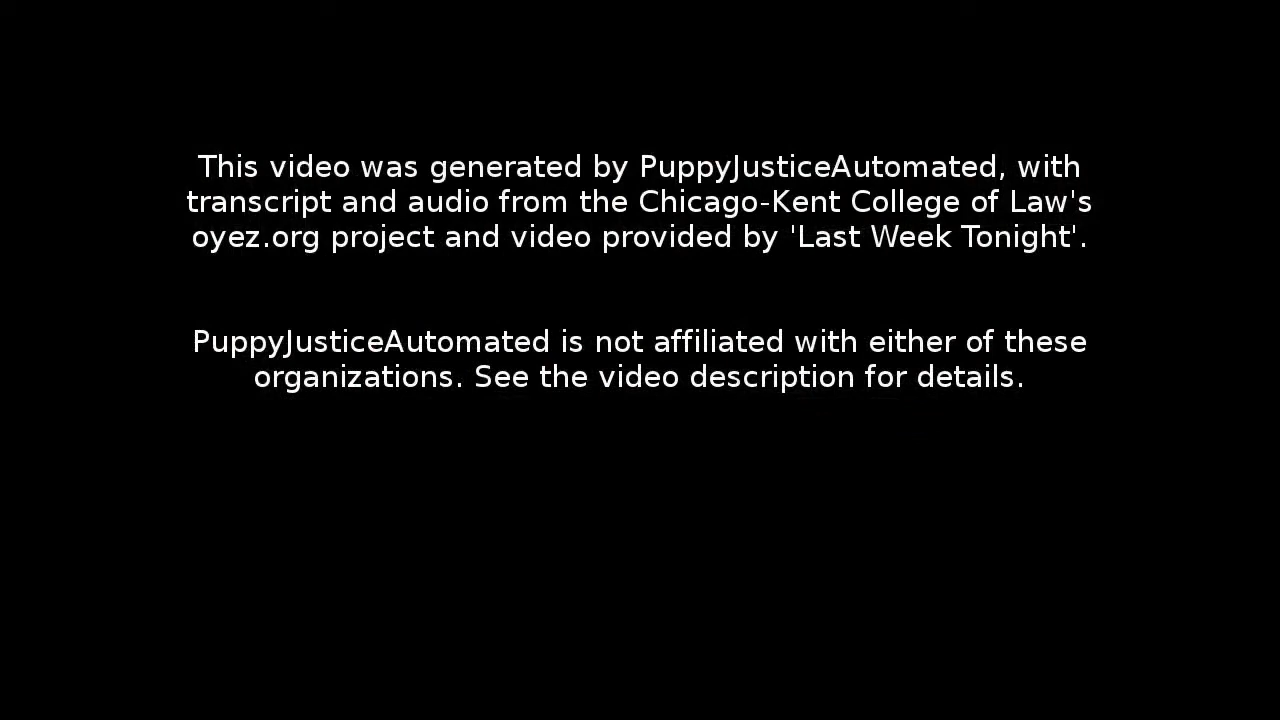 This video was generated by PuppyJusticeAutomated, with
transcript and audio from the Chicago-Kent College of Law's
oyez.org project and video provided by 'Last Week Tonight'.
PuppyJusticeAutomated is not affiliated with either of these
organizations. See the video description for details.